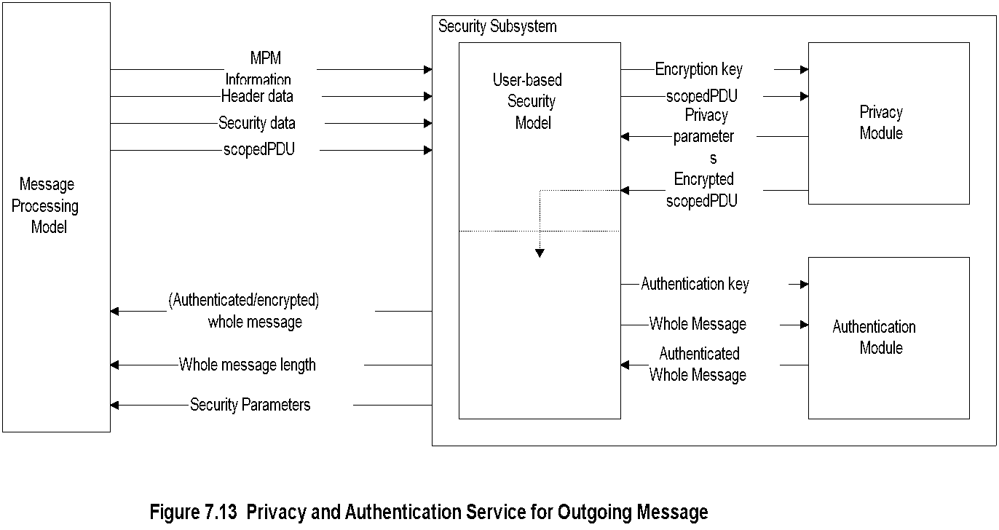 Security Subsystem
MPM
Information
Header data
Security data
scopedPDU
Message
Processing
Model
User-based
Security
Model
Encryption key
scopedPDU
Privacy
parameter
s
Encrypted
scopedPDU
Privacy
Module
(Authenticated/encrypted)
whole message
Whole message length
Security Parameters
Authentication key
Whole Message
Authenticated
Whole Message
Authentication
Module
Figure 7.13 Privacy and Authentication Service for Outgoing Message